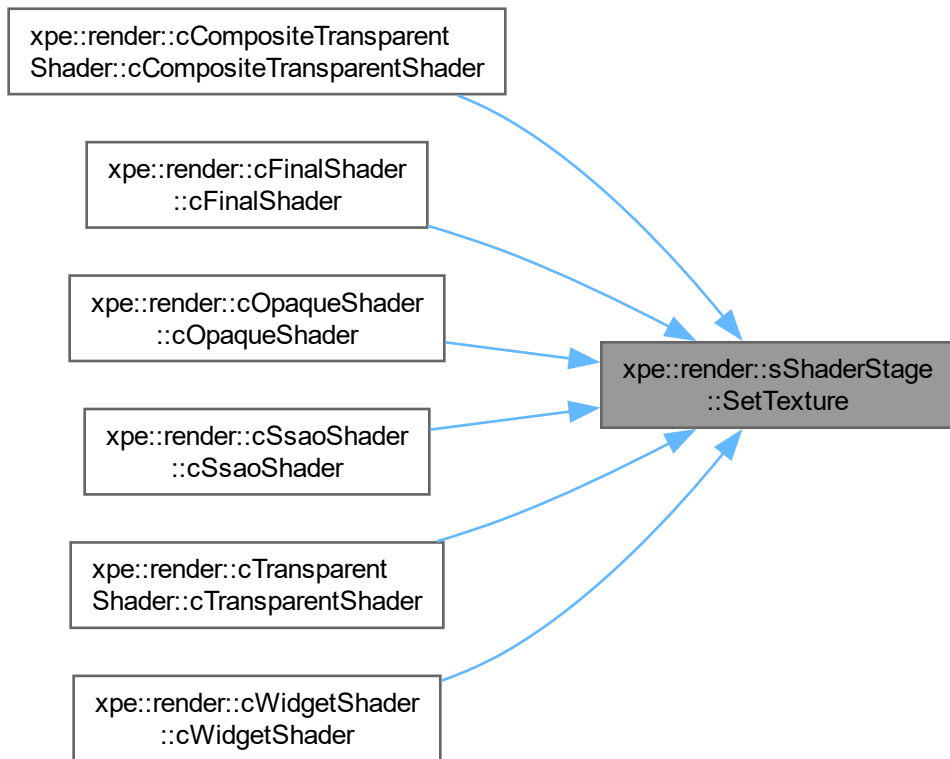 xpe::render::cCompositeTransparent
Shader::cCompositeTransparentShader
xpe::render::cFinalShader
::cFinalShader
xpe::render::cOpaqueShader
::cOpaqueShader
xpe::render::sShaderStage
::SetTexture
xpe::render::cSsaoShader
::cSsaoShader
xpe::render::cTransparent
Shader::cTransparentShader
xpe::render::cWidgetShader
::cWidgetShader